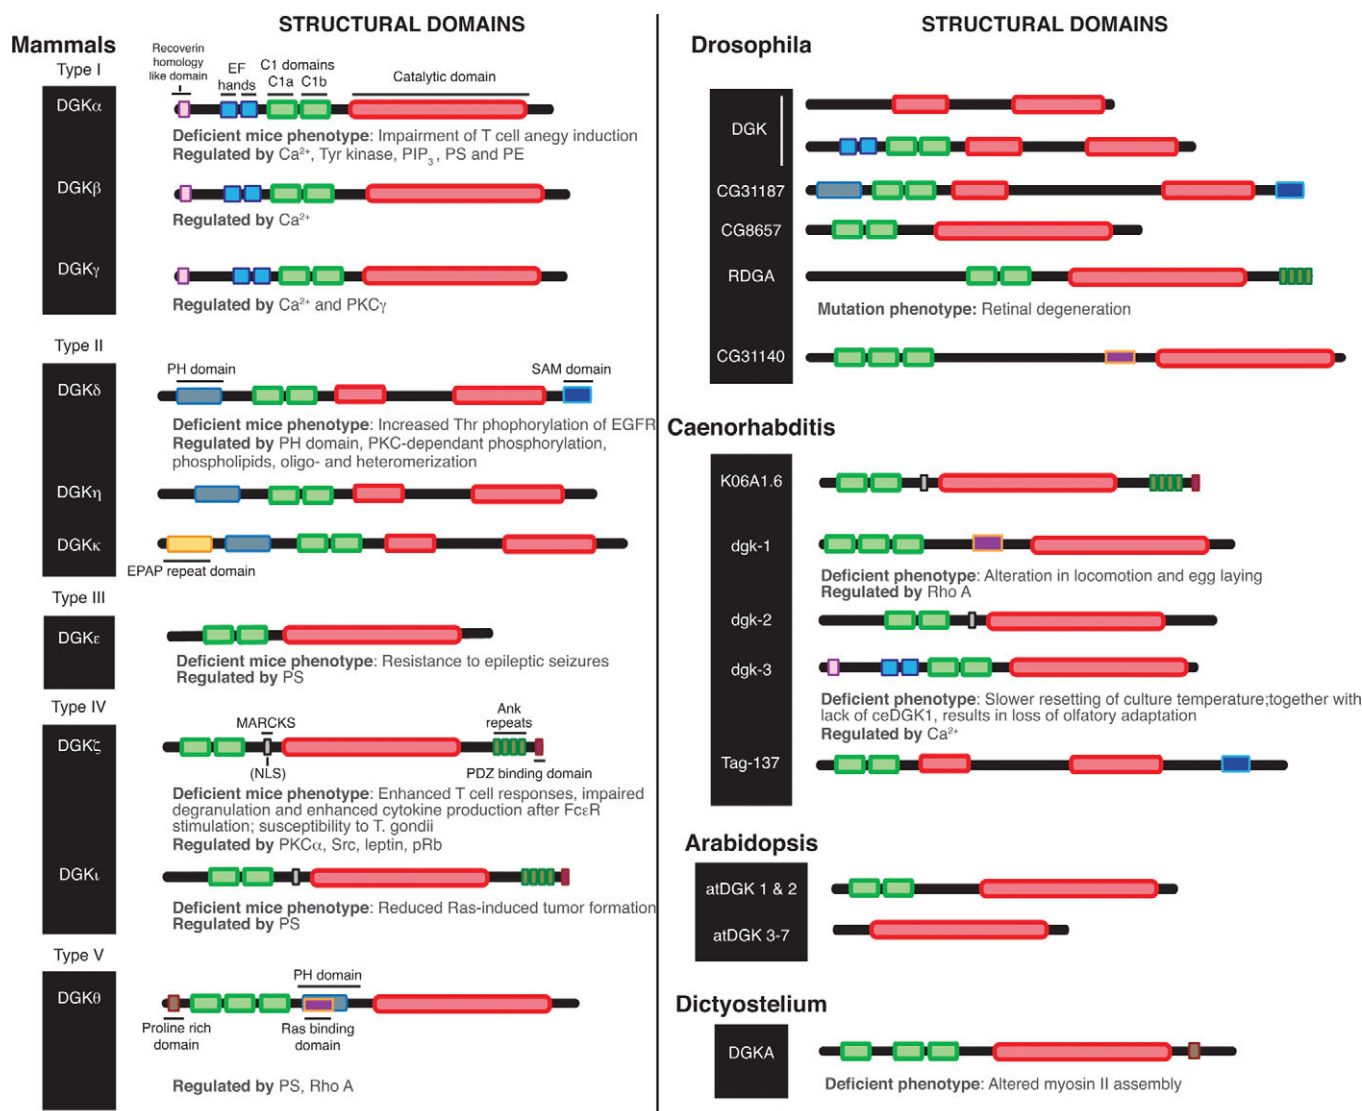 STRUCTURAL DOMAINS
Mammals
Type I
Recoverin
homology
like domain
EF
hands
C1 domains
C1a C1b
Catalytic domain
DGKα
Deficient mice phenotype: Impairment of T cell anegy induction
Regulated by Ca²⁺, Tyr kinase, PIP₃, PS and PE
DGKβ
Regulated by Ca²⁺
DGKγ
Regulated by Ca²⁺ and PKCγ
Type II
PH domain
SAM domain
DGKδ
Deficient mice phenotype: Increased Thr phophorylation of EGFR
Regulated by PH domain, PKC-dependant phosphorylation,
phospholipids, oligo- and heteromerization
DGKη
DGKκ
EPAP repeat domain
Type III
DGKε
Deficient mice phenotype: Resistance to epileptic seizures
Regulated by PS
Type IV
MARCKS
Ank
repeats
DGKζ
(NLS)
PDZ binding domain
Deficient mice phenotype: Enhanced T cell responses, impaired
degranulation and enhanced cytokine production after FcεR
stimulation; susceptibility to T. gondii
Regulated by PKCα, Src, leptin, pRb
DGKι
Deficient mice phenotype: Reduced Ras-induced tumor formation
Regulated by PS
Type V
PH domain
DGKθ
Proline rich
domain
Ras binding
domain
Regulated by PS, Rho A
STRUCTURAL DOMAINS
Drosophila
DGK
CG31187
CG8657
RDGA
Mutation phenotype: Retinal degeneration
CG31140
Caenorhabditis
K06A1.6
dgk-1
Deficient phenotype: Alteration in locomotion and egg laying
Regulated by Rho A
dgk-2
dgk-3
Deficient phenotype: Slower resetting of culture temperature;together with
lack of ceDGK1, results in loss of olfatory adaptation
Regulated by Ca²⁺
Tag-137
Arabidopsis
atDGK 1 & 2
atDGK 3-7
Dictyostelium
DGKA
Deficient phenotype: Altered myosin II assembly